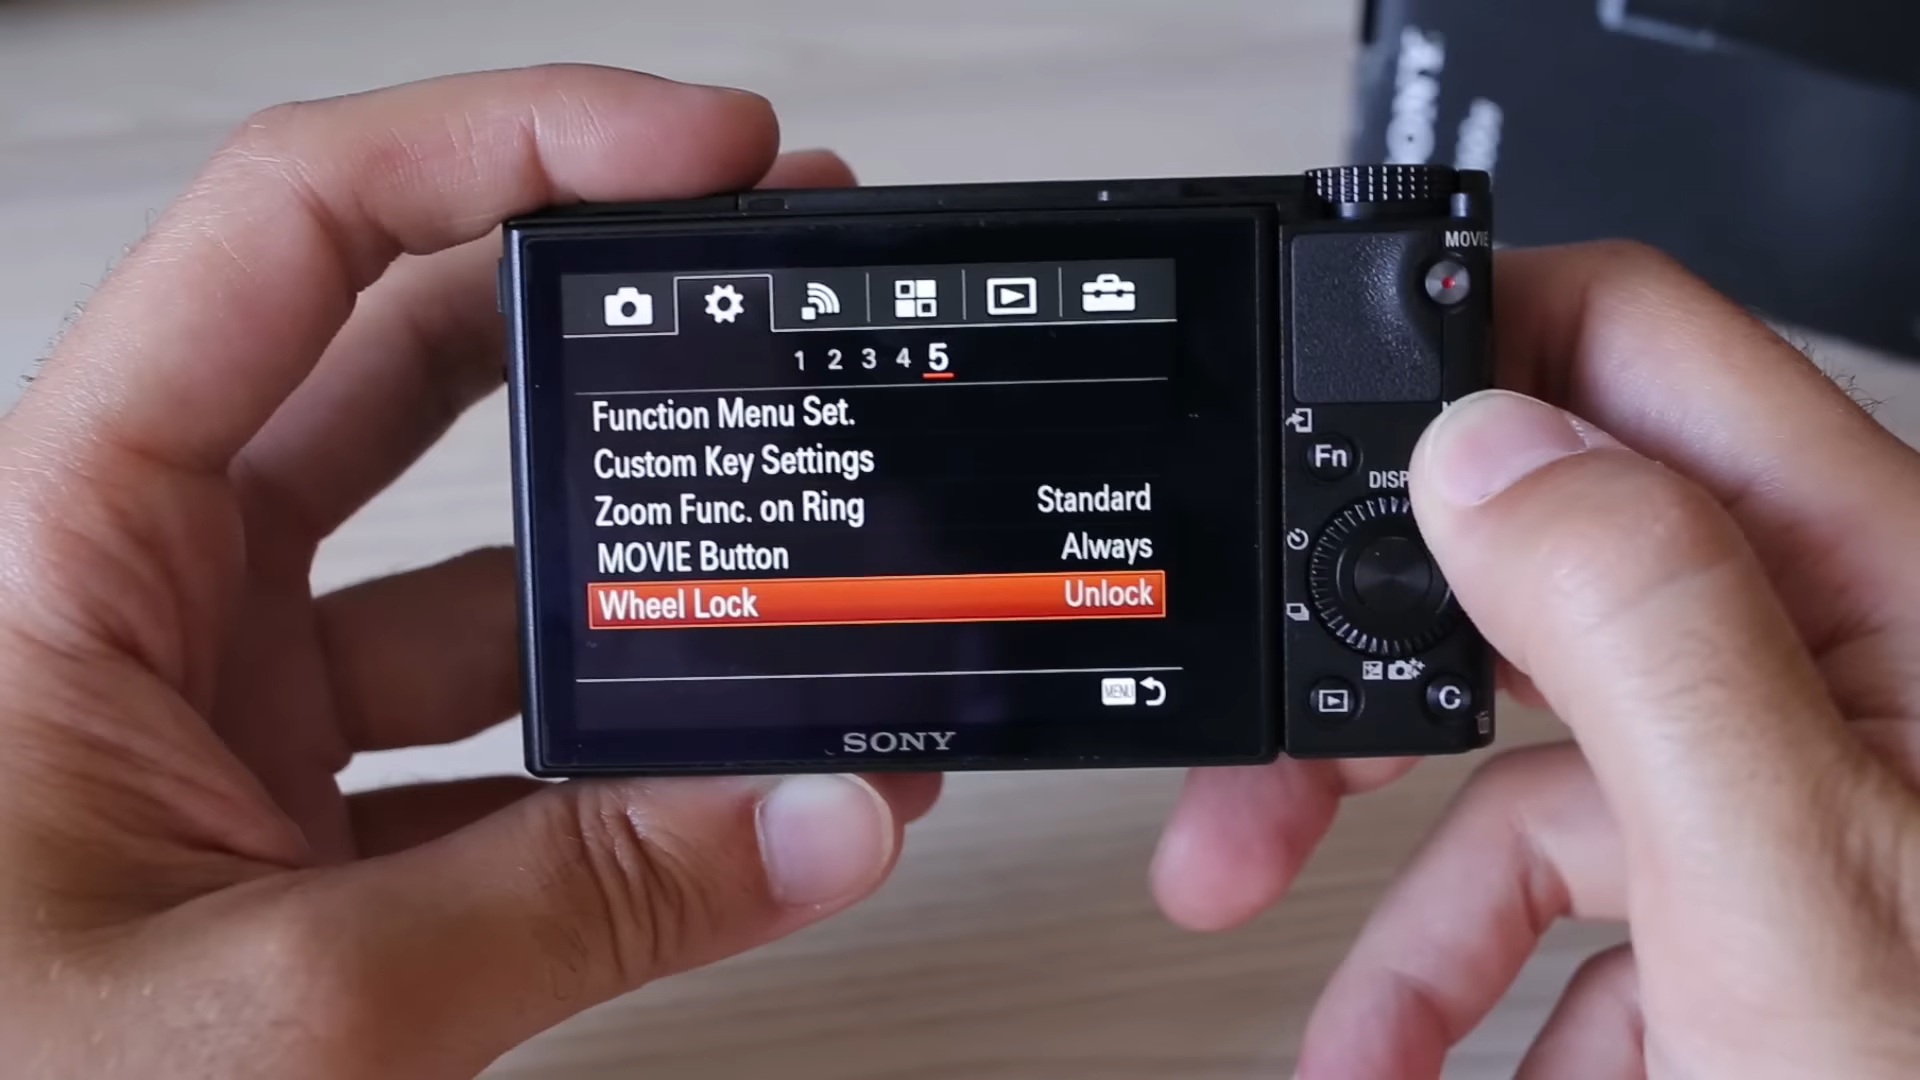 SONY
MOVIE
1 2 3 4 5
Function Menu Set.
Custom Key Settings
Zoom Func. on Ring Standard
MOVIE Button Always
Wheel Lock Unlock
MENU
SONY
Fn
DISP
C